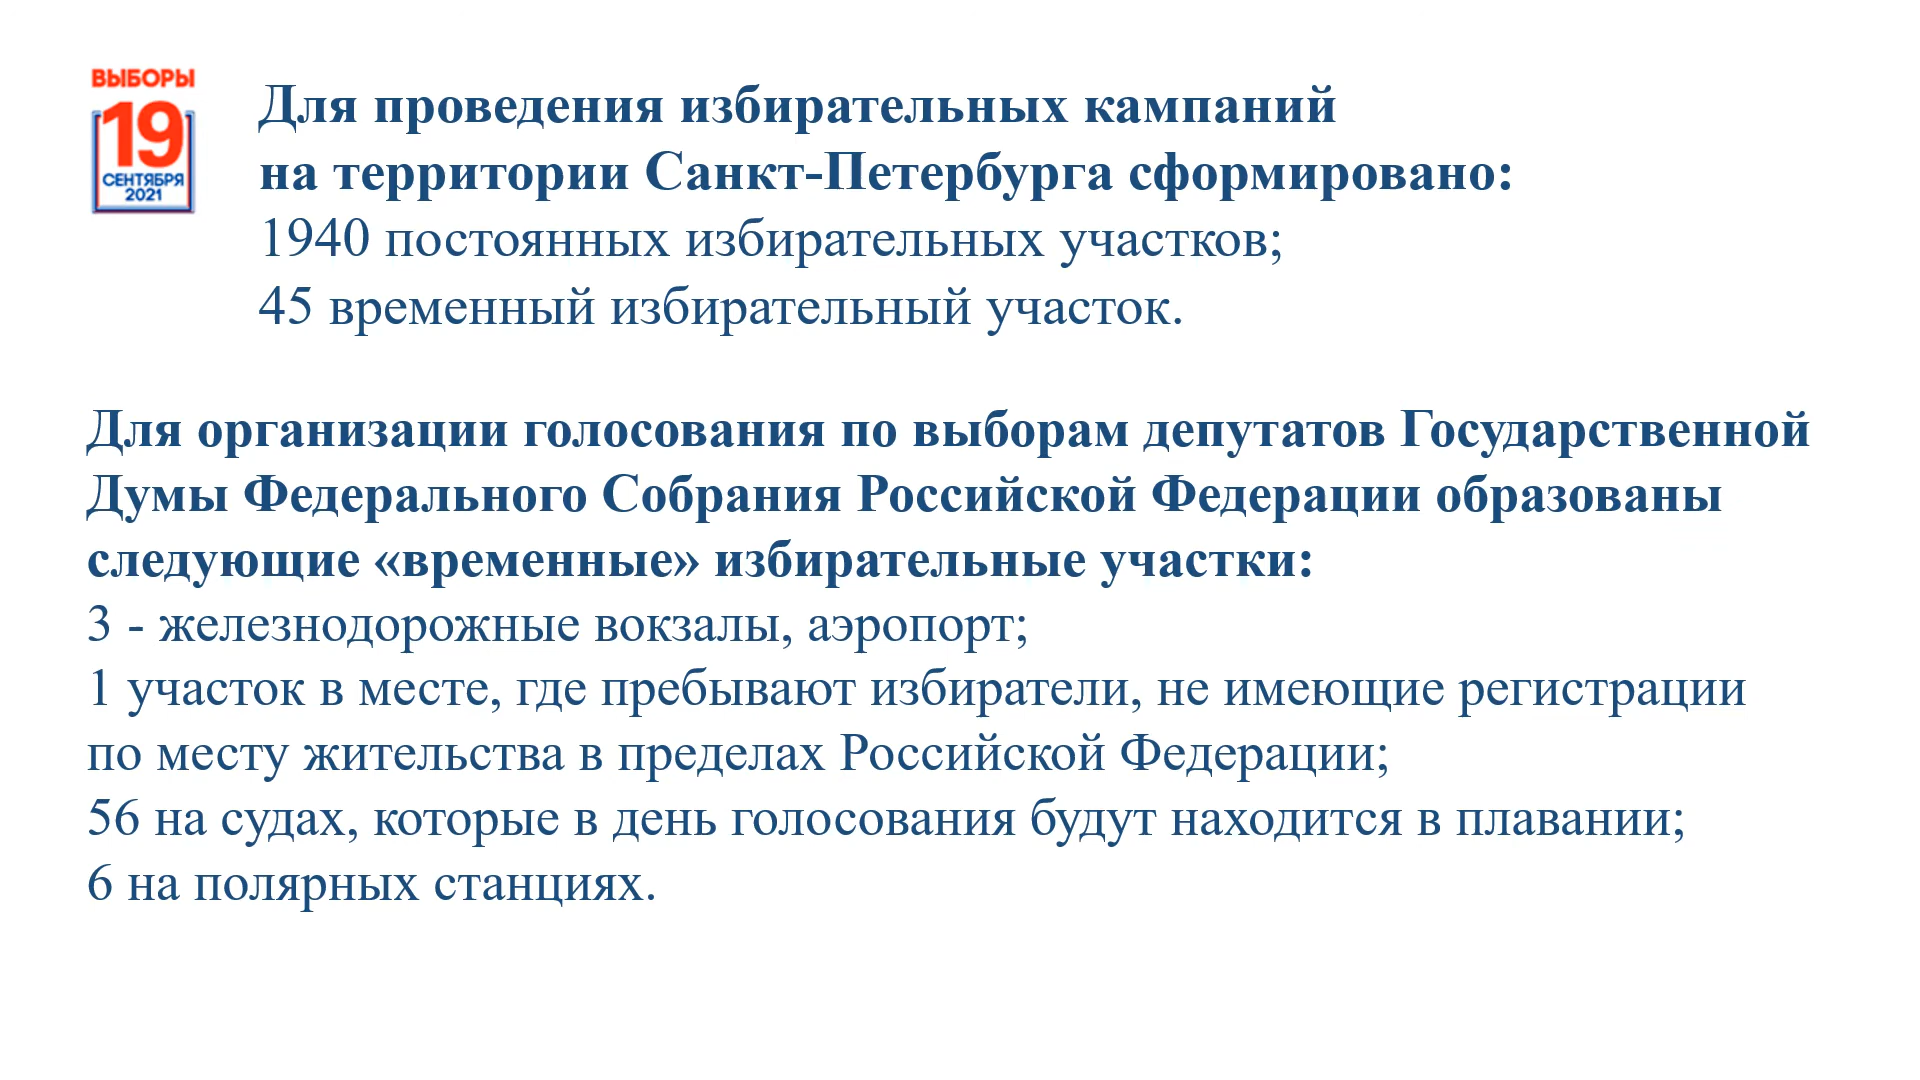 ВЫБОРЫ
19
СЕНТЯБРЯ
2021
Для проведения избирательных кампаний
на территории Санкт-Петербурга сформировано:
1940 постоянных избирательных участков;
45 временный избирательный участок.
Для организации голосования по выборам депутатов Государственной
Думы Федерального Собрания Российской Федерации образованы
следующие «временные» избирательные участки:
3 - железнодорожные вокзалы, аэропорт;
1 участок в месте, где пребывают избиратели, не имеющие регистрации
по месту жительства в пределах Российской Федерации;
56 на судах, которые в день голосования будут находится в плавании;
6 на полярных станциях.